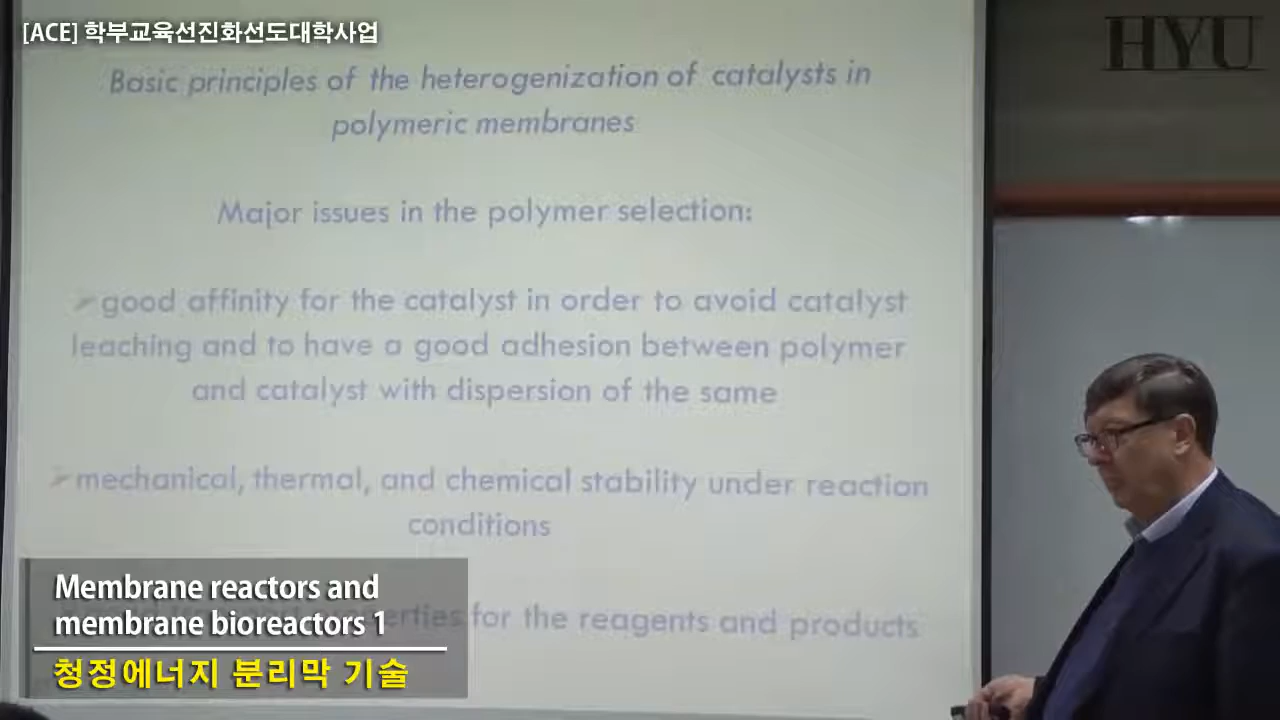 [ACE] 학부교육선진화선도대학사업
HYU
Basic principles of the heterogenization of catalysts in
polymeric membranes
Major issues in the polymer selection:
➤good affinity for the catalyst in order to avoid catalyst
leaching and to have a good adhesion between polymer
and catalyst with dispersion of the same
➤mechanical, thermal, and chemical stability under reaction
conditions
properties for the reagents and products
Membrane reactors and
membrane bioreactors 1
청정에너지 분리막 기술